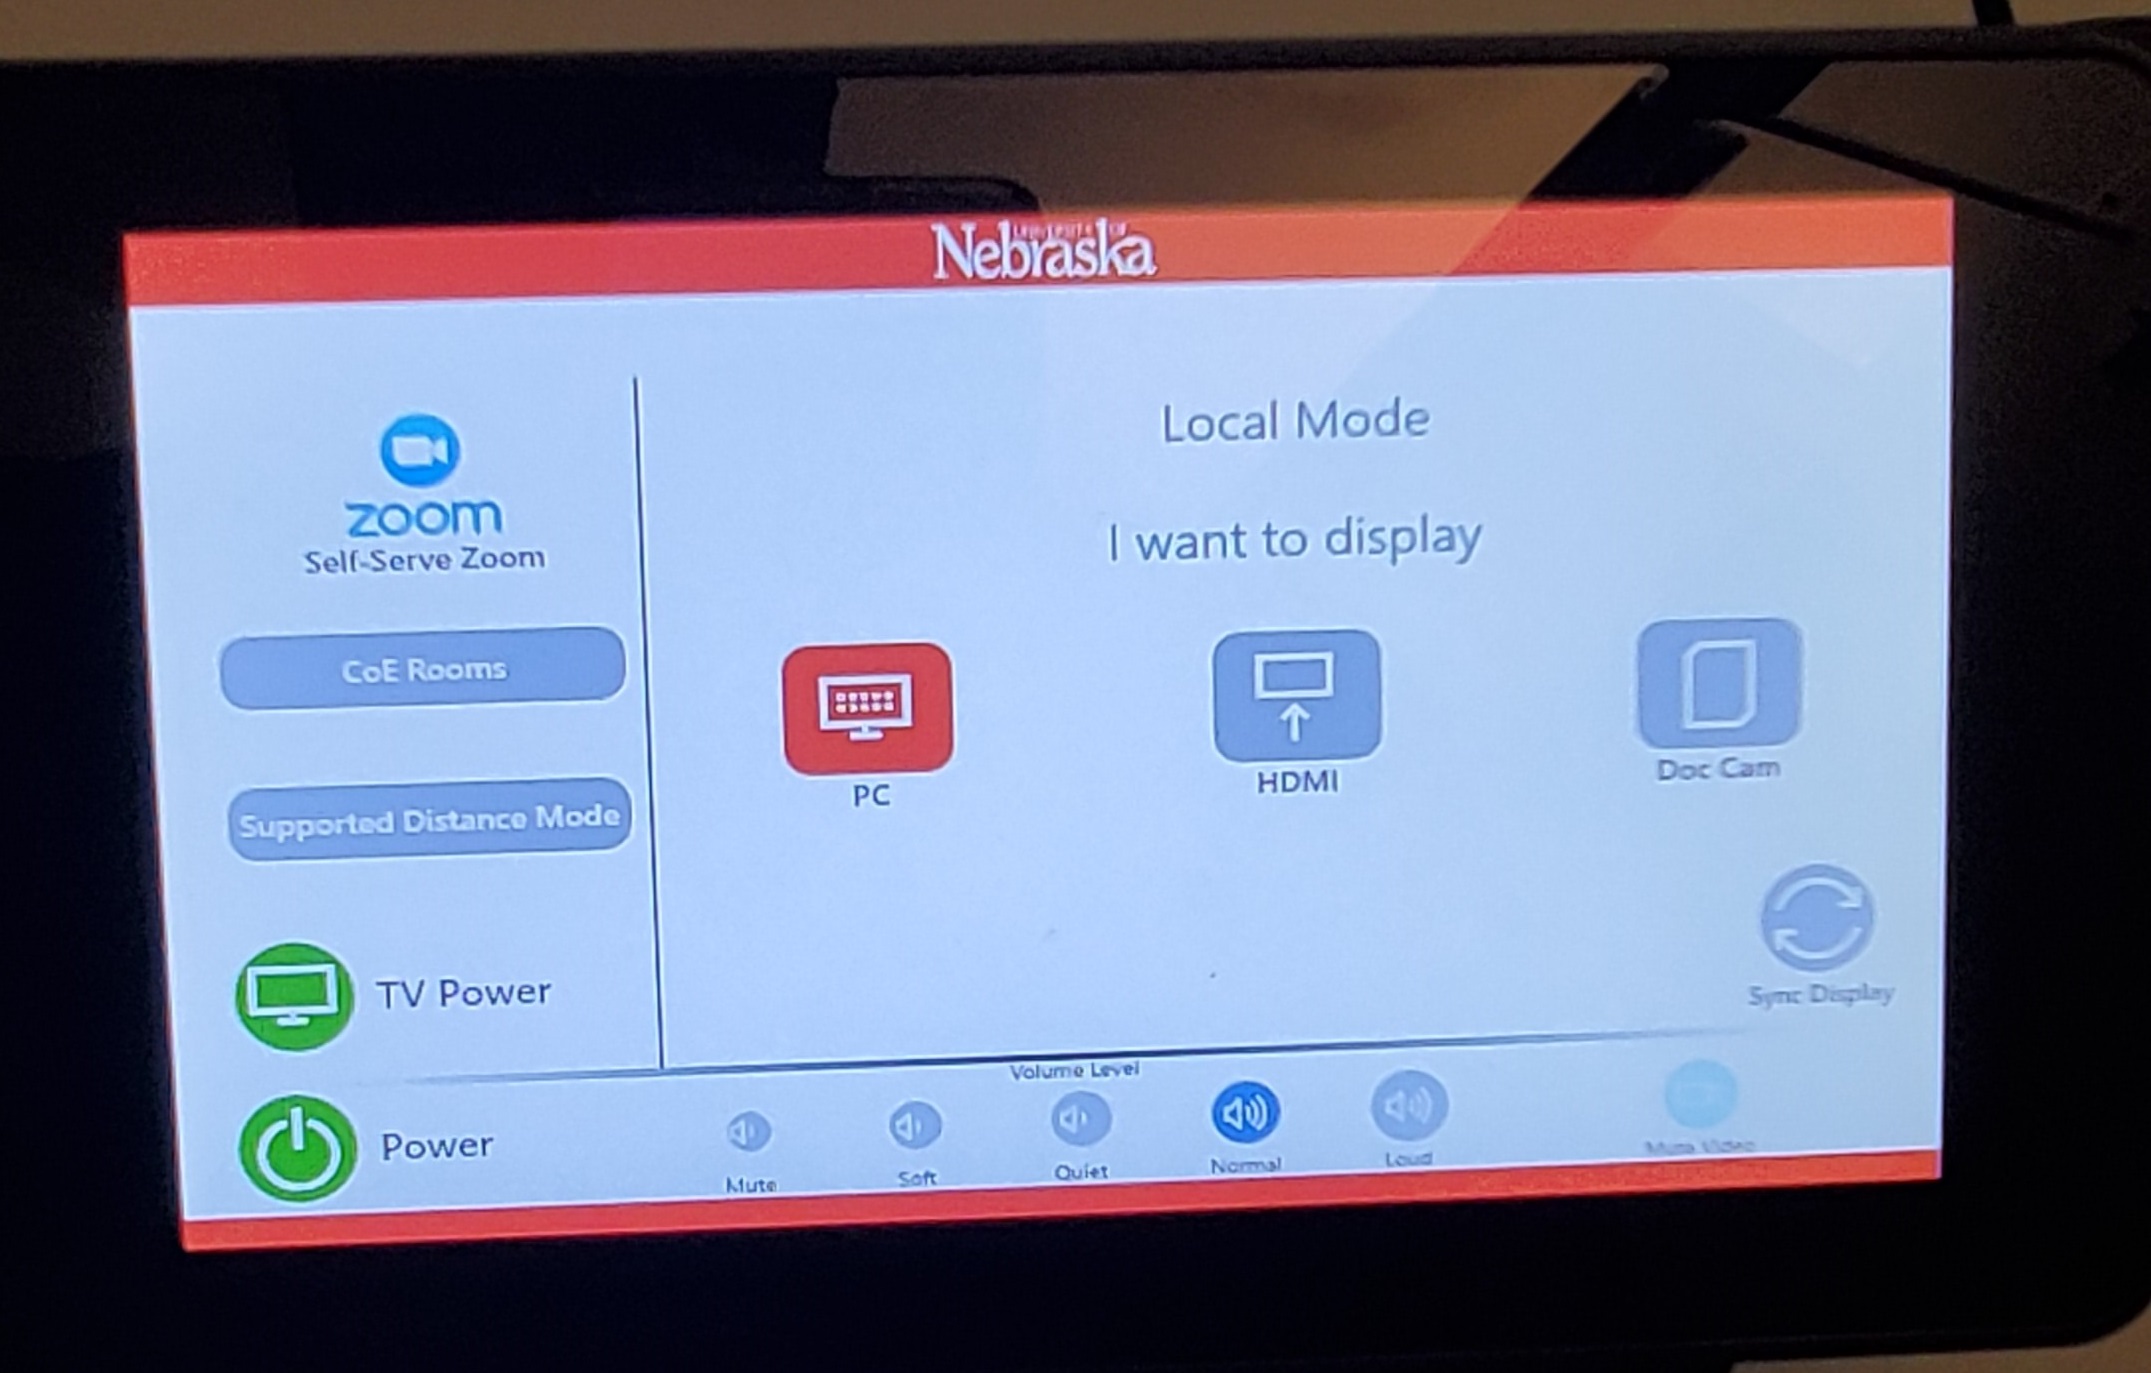 UNIVERSITY OF
Nebraska
zoom
Self-Serve Zoom
CoE Rooms
Supported Distance Mode
TV Power
Power
Local Mode
I want to display
PC
HDMI
Doc Cam
Sync Display
Volume Level
Mute
Soft
Quiet
Normal
Loud
Mute Video